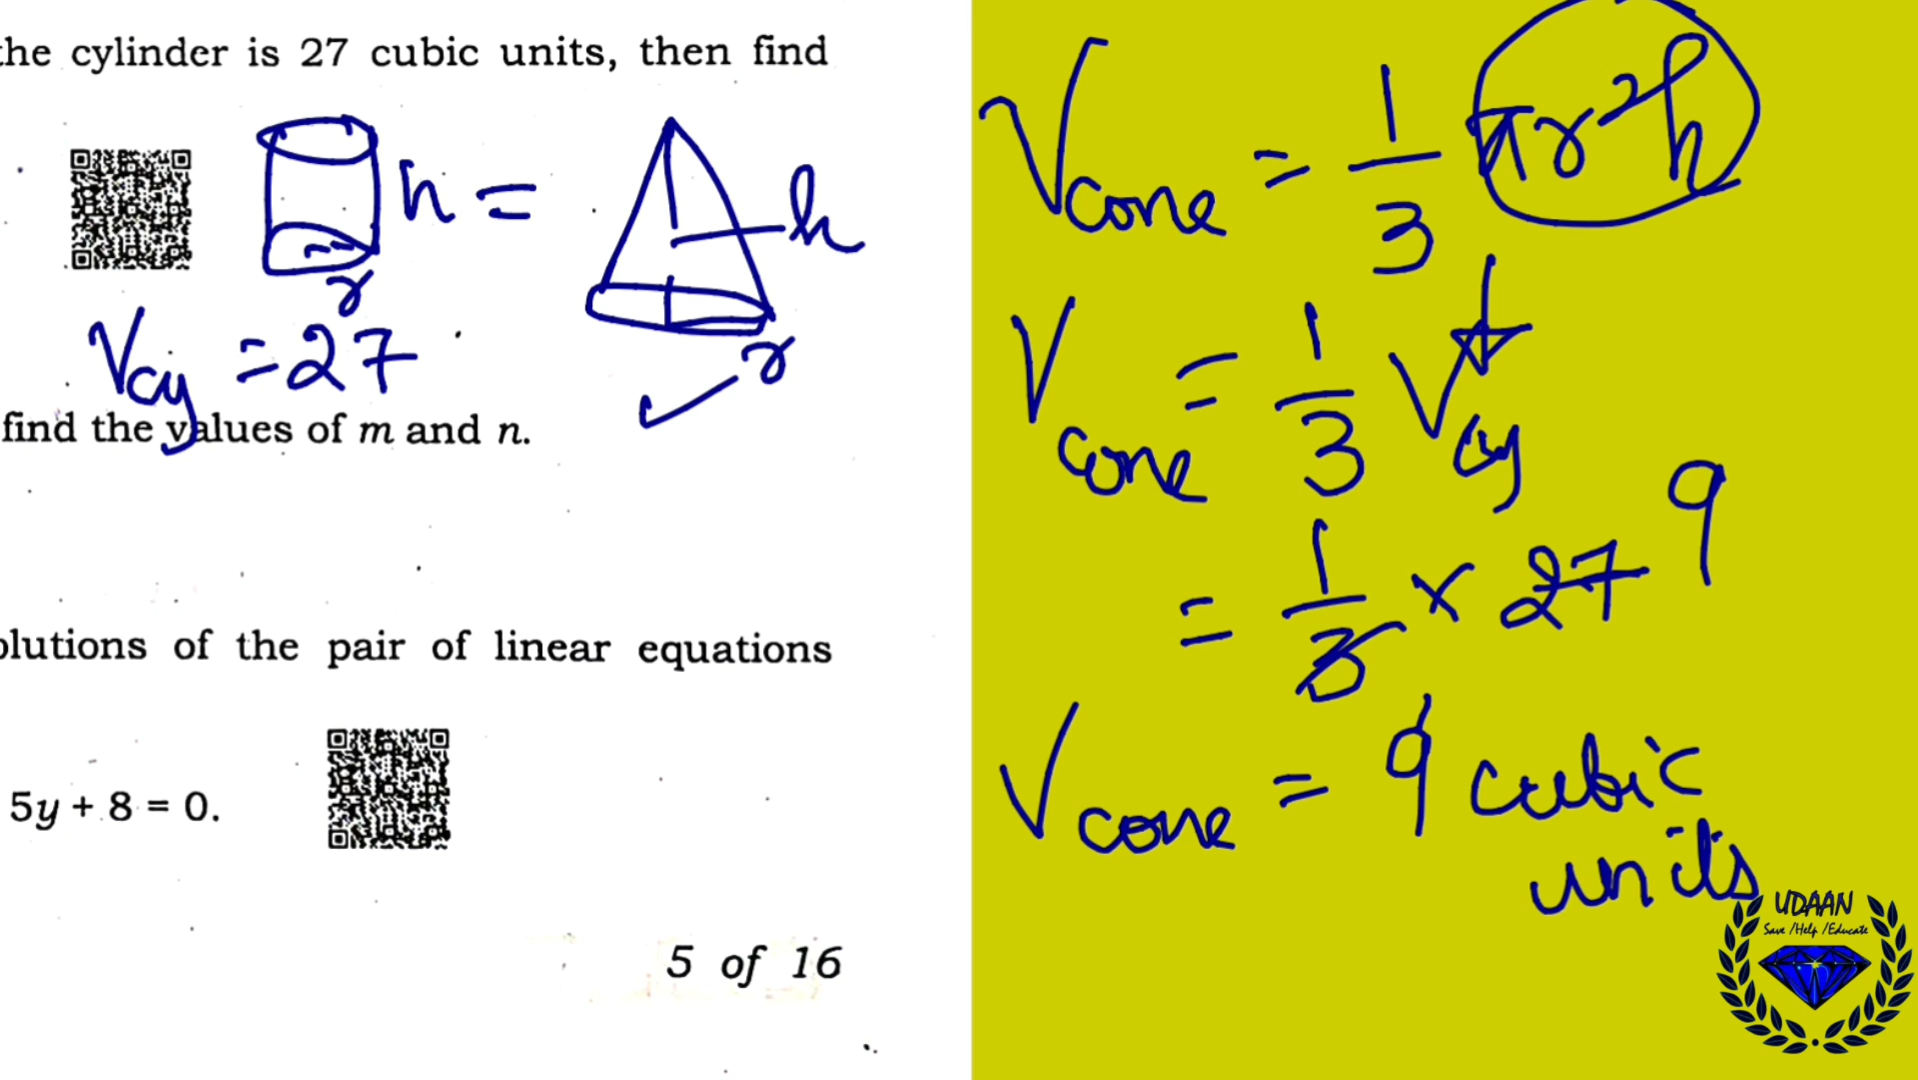 the cylinder is 27 cubic units, then find
h = h
r
r
Vcy = 27
find the values of m and n.
olutions of the pair of linear equations
5y + 8 = 0.
5 of 16
Vcone = 1/3 πr²h
Vcone = 1/3 Vcy
= 1/3 × 27 9
Vcone = 9 cubic
units
UDAAN
Save /Help /Educate